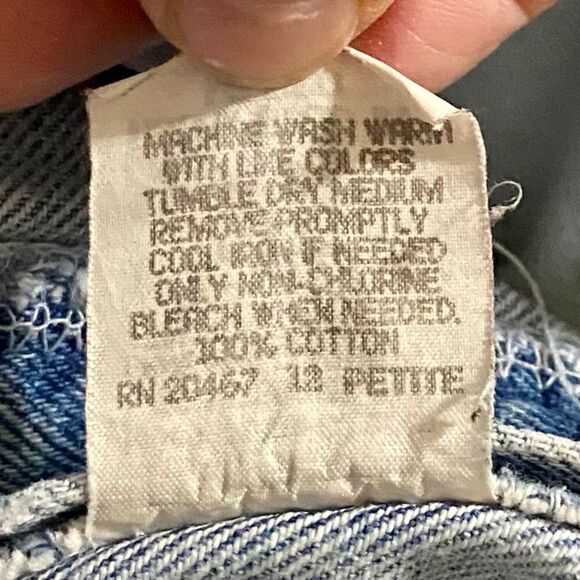 MACHINE WASH WARM
WITH LIKE COLORS
TUMBLE DRY MEDIUM
REMOVE PROMPTLY
COOL IRON IF NEEDED
ONLY NON-CHLORINE
BLEACH WHEN NEEDED.
100% COTTON
RN 20467 12 PETITE